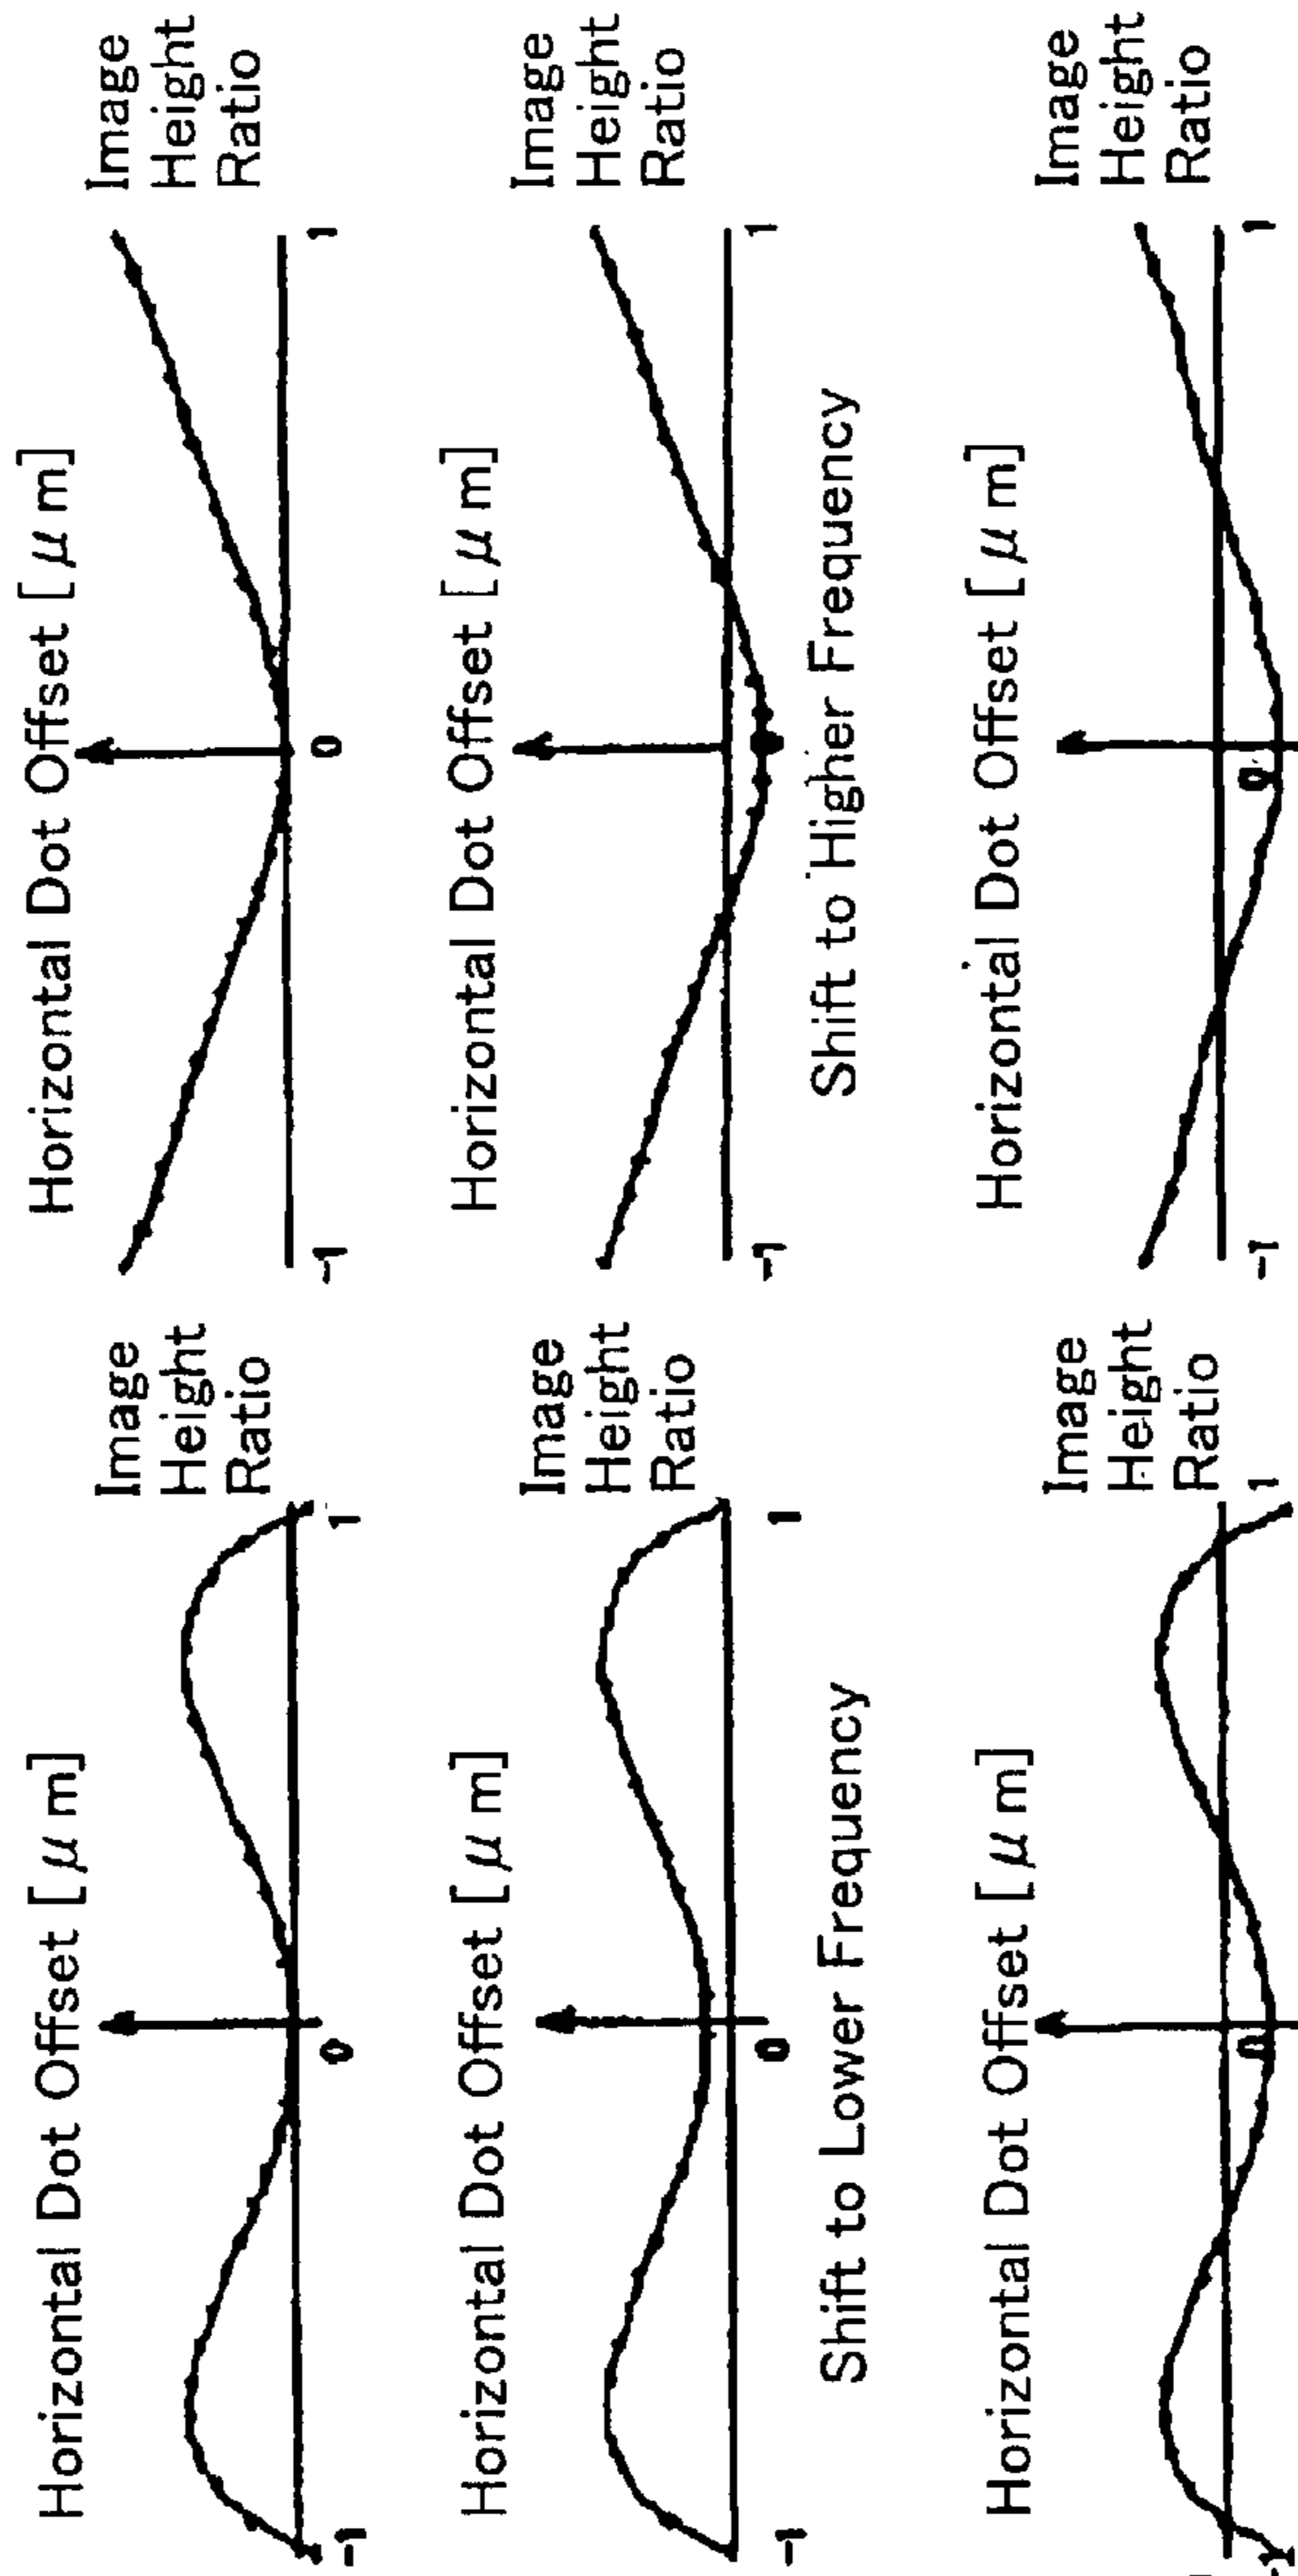 Horizontal Dot Offset [μm]
Image
Height
Ratio
-1
0
1
Horizontal Dot Offset [μm]
Image
Height
Ratio
-1
0
1
Horizontal Dot Offset [μm]
Image
Height
Ratio
-1
0
1
Shift to Lower Frequency
Horizontal Dot Offset [μm]
Image
Height
Ratio
-1
1
Shift to Higher Frequency
Horizontal Dot Offset [μm]
Image
Height
Ratio
-1
0
1
Horizontal Dot Offset [μm]
Image
Height
Ratio
-1
0
1